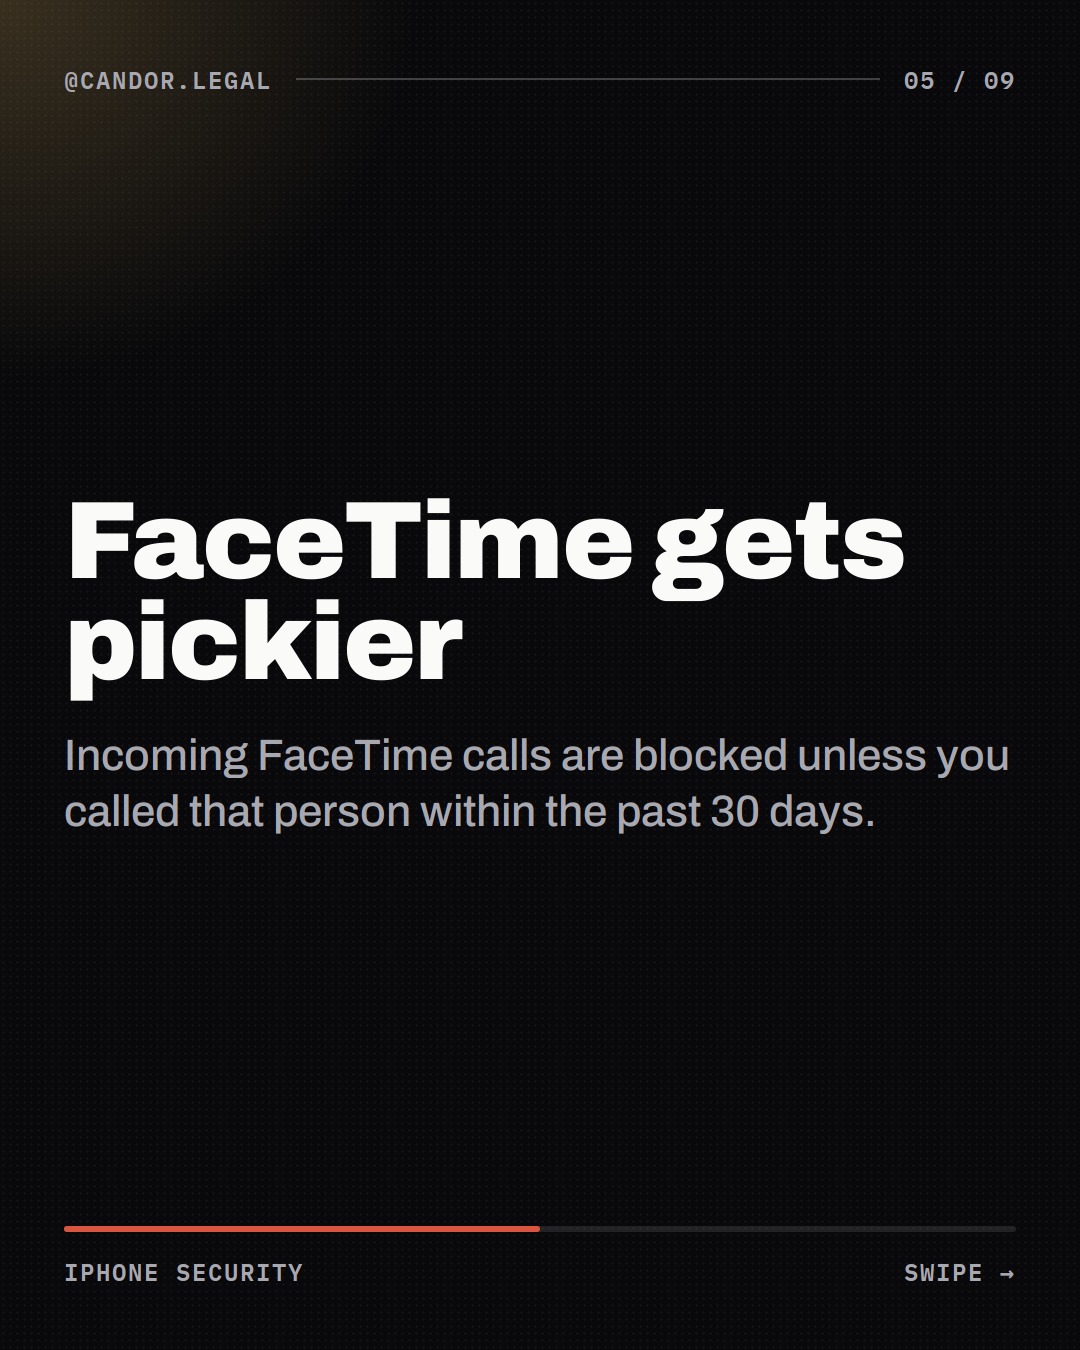 @CANDOR.LEGAL
05 / 09
FaceTime gets
pickier
Incoming FaceTime calls are blocked unless you
called that person within the past 30 days.
IPHONE SECURITY
SWIPE →